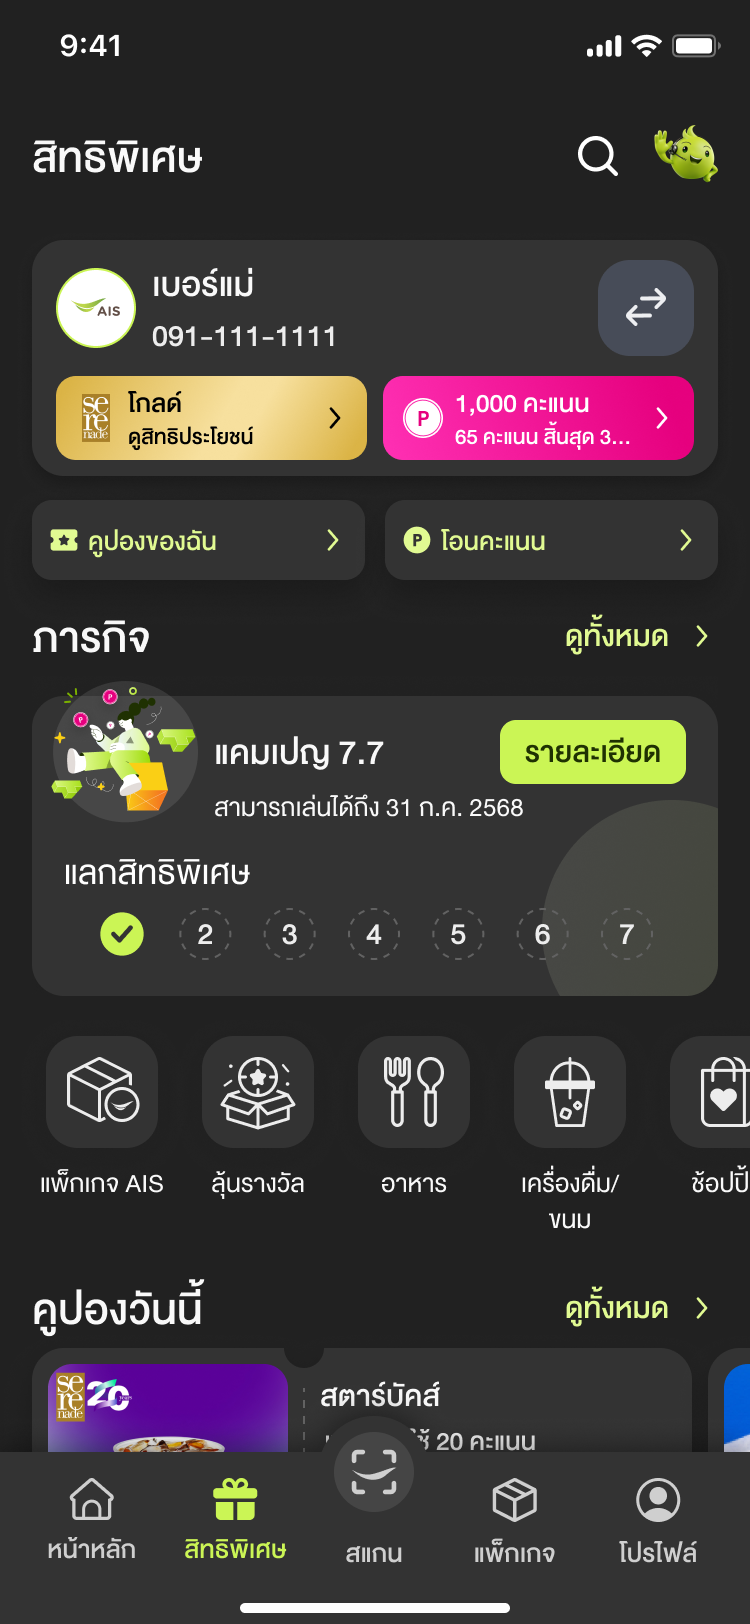 9:41
สิทธิพิเศษ
AIS
เบอร์แม่
091-111-1111
serenade
โกลด์
ดูสิทธิประโยชน์
P
1,000 คะแนน
65 คะแนน สิ้นสุด 3...
คูปองของฉัน
P
โอนคะแนน
ภารกิจ
ดูทั้งหมด
P
P
แคมเปญ 7.7
รายละเอียด
สามารถเล่นได้ถึง 31 ก.ค. 2568
แลกสิทธิพิเศษ
2 3 4 5 6 7
แพ็กเกจ AIS
ลุ้นรางวัล
อาหาร
เครื่องดื่ม/
ขนม
ช้อปปิ้
คูปองวันนี้
ดูทั้งหมด
serenade
20
สตาร์บัคส์
20 คะแนน
หน้าหลัก
สิทธิพิเศษ
สแกน
แพ็กเกจ
โปรไฟล์